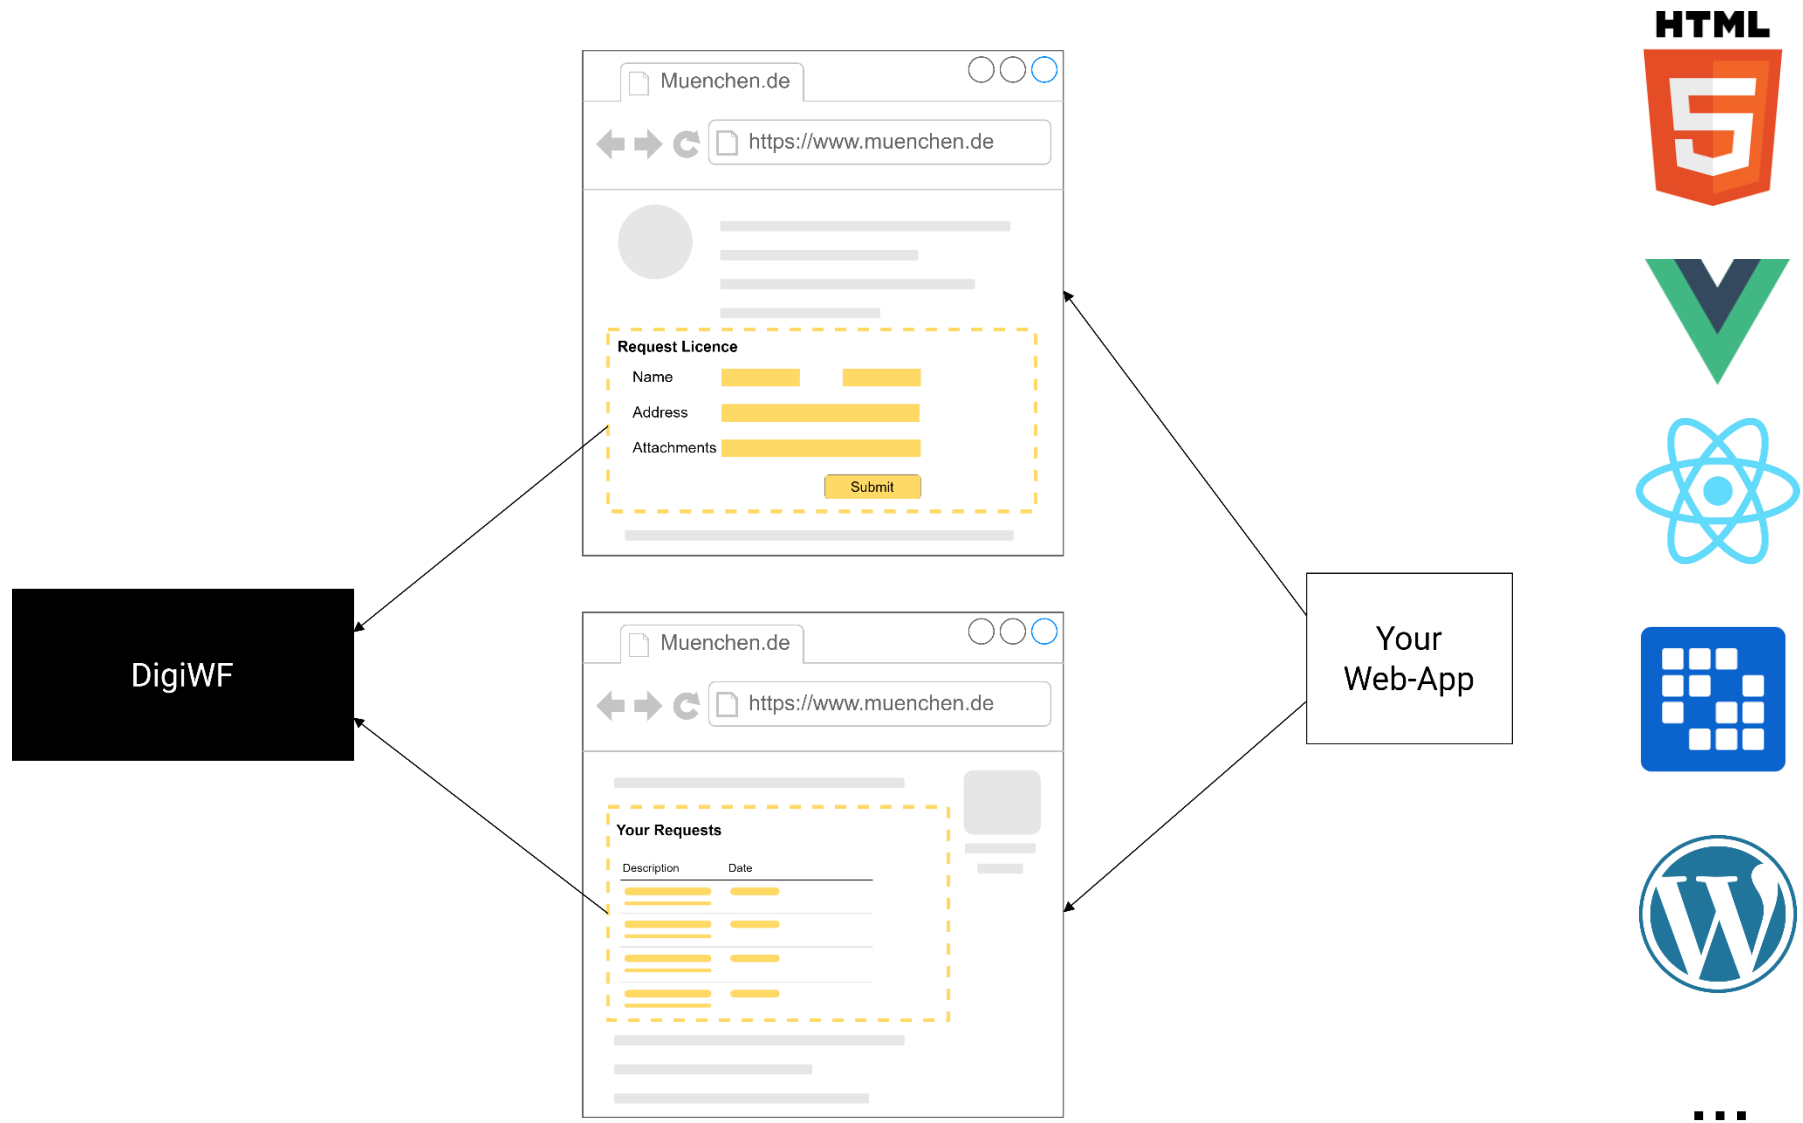 HTML
Muenchen.de
https://www.muenchen.de
Request Licence
Name
Address
Attachments
Submit
DigiWF
Your
Web-App
Muenchen.de
https://www.muenchen.de
Your Requests
Description Date
...